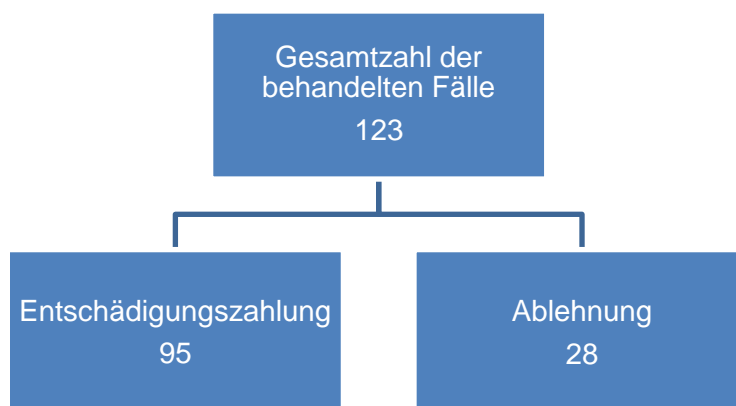 Gesamtzahl der
behandelten Fälle
123
Entschädigungszahlung
95
Ablehnung
28